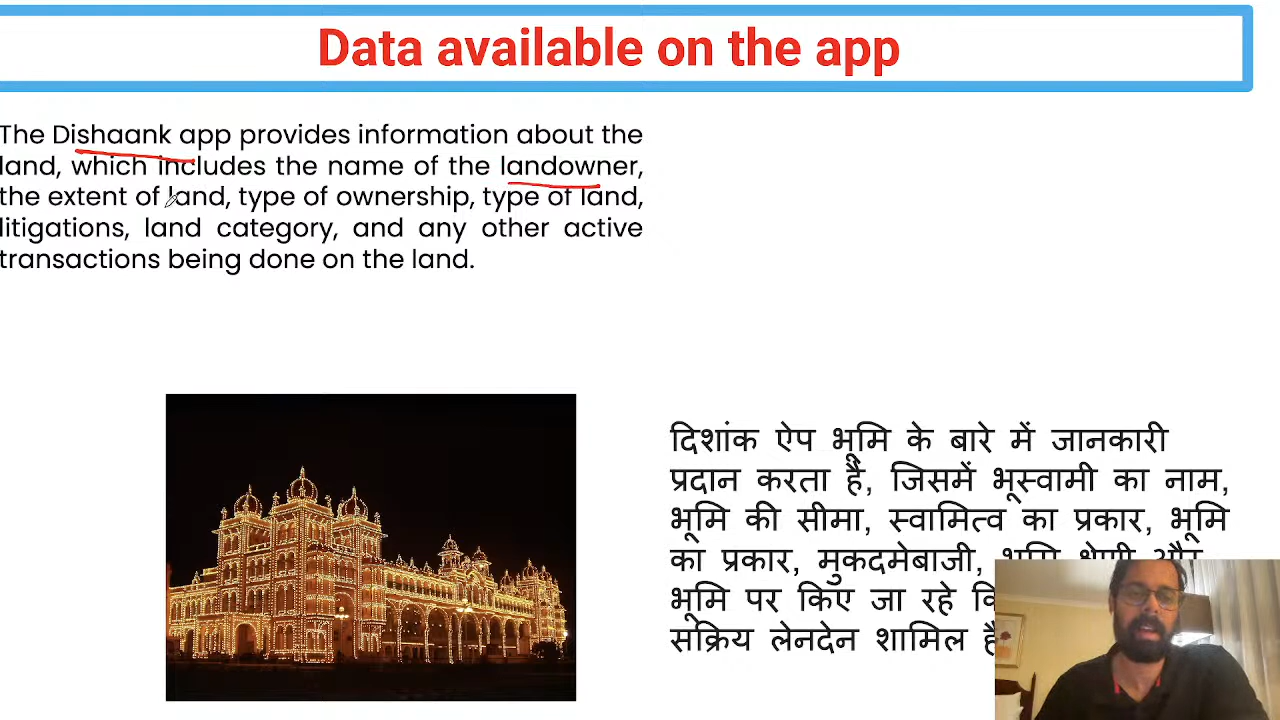 Data available on the app
The Dishaank app provides information about the
land, which includes the name of the landowner,
the extent of land, type of ownership, type of land,
litigations, land category, and any other active
transactions being done on the land.
दिशांक ऐप भूमि के बारे में जानकारी
प्रदान करता है, जिसमें भूस्वामी का नाम,
भूमि की सीमा, स्वामित्व का प्रकार, भूमि
का प्रकार, मुकदमेबाजी, भूमि श्रेणी और
भूमि पर किए जा रहे
सक्रिय लेनदेन शामिल